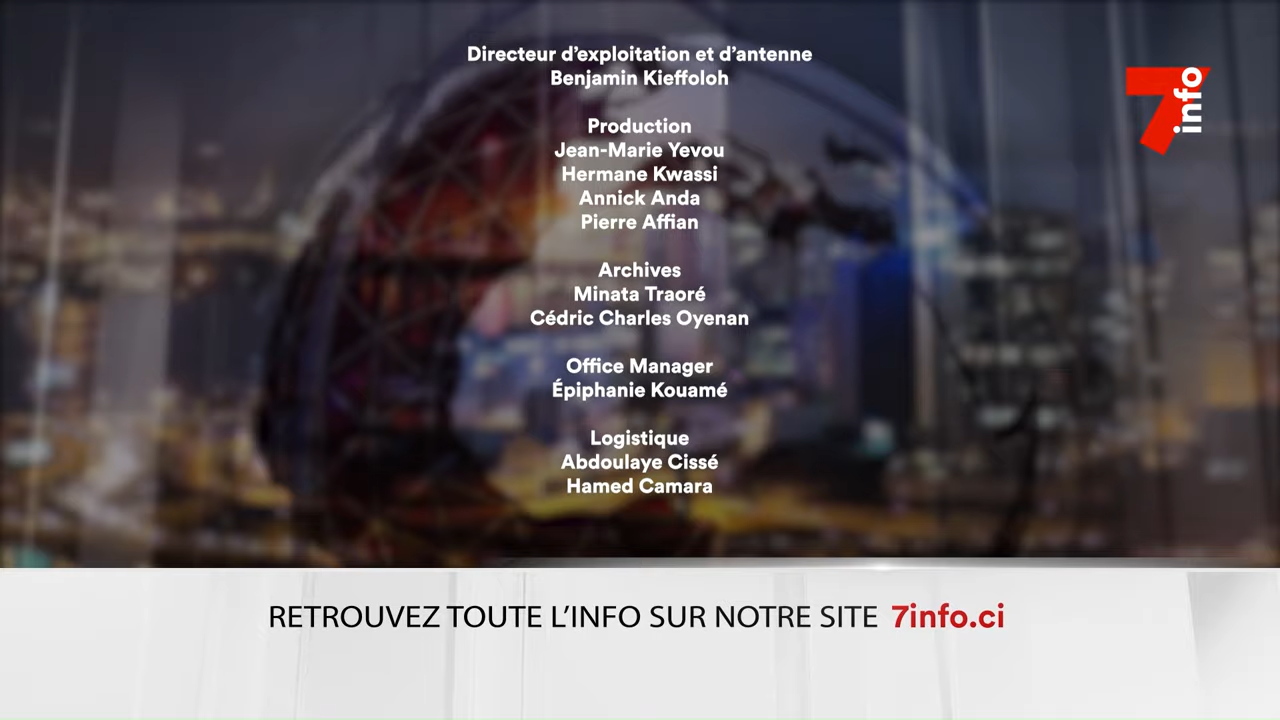 Directeur d’exploitation et d’antenne
Benjamin Kieffoloh
Production
Jean-Marie Yevou
Hermane Kwassi
Annick Anda
Pierre Affian
Archives
Minata Traoré
Cédric Charles Oyenan
Office Manager
Épiphanie Kouamé
Logistique
Abdoulaye Cissé
Hamed Camara
7info
RETROUVEZ TOUTE L’INFO SUR NOTRE SITE 7info.ci